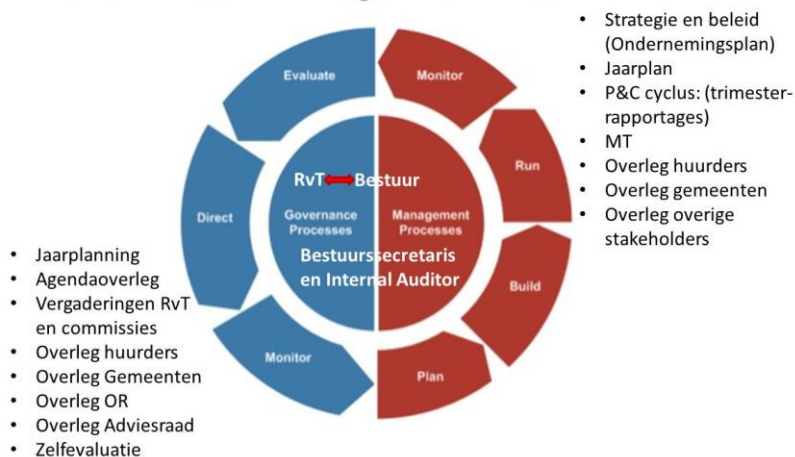 • Strategie en beleid
(Ondernemingsplan)
• Jaarplan
• P&C cyclus: (trimester-
rapportages)
• MT
• Overleg huurders
• Overleg gemeenten
• Overleg overige
stakeholders
Evaluate
Monitor
Run
Direct
Build
Monitor
Plan
RvT Bestuur
Governance
Processes
Management
Processes
Bestuurssecretaris
en Internal Auditor
• Jaarplanning
• Agendaoverleg
• Vergaderingen RvT
en commissies
• Overleg huurders
• Overleg Gemeenten
• Overleg OR
• Overleg Adviesraad
• Zelfevaluatie